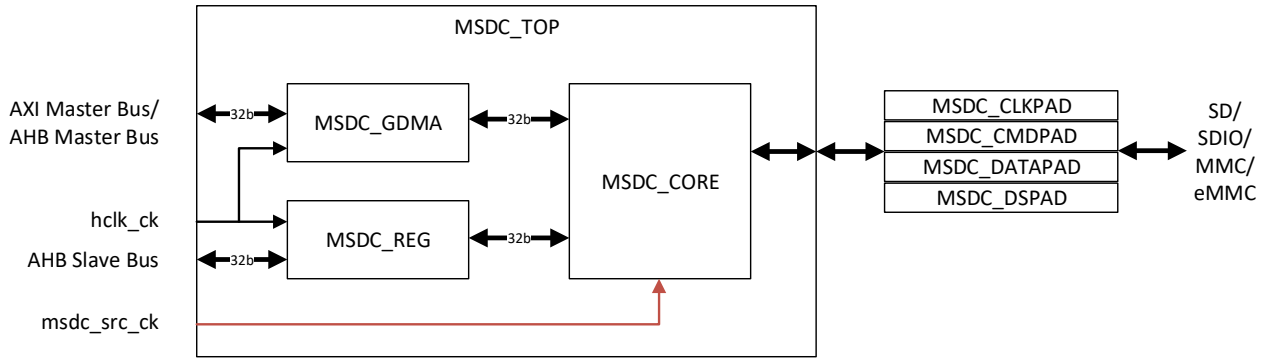 MSDC_TOP
AXI Master Bus/
AHB Master Bus
32b
MSDC_GDMA
32b
MSDC_CORE
hclk_ck
MSDC_REG
32b
AHB Slave Bus
32b
msdc_src_ck
MSDC_CLKPAD
MSDC_CMDPAD
MSDC_DATAPAD
MSDC_DSPAD
SD/
SDIO/
MMC/
eMMC